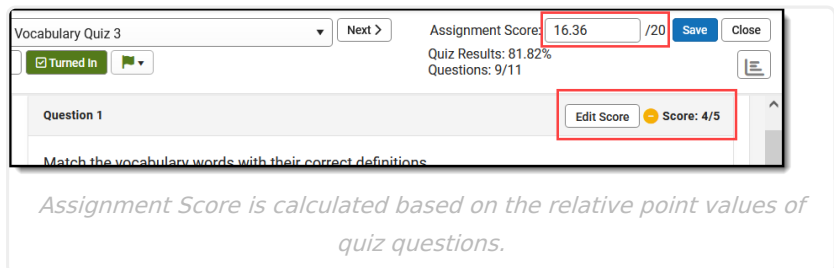 Vocabulary Quiz 3
Next >
Assignment Score: 16.36 /20
Save
Close
Turned In
Quiz Results: 81.82%
Questions: 9/11
Question 1
Edit Score
Score: 4/5
Match the vocabulary words with their correct definitions
Assignment Score is calculated based on the relative point values of
quiz questions.